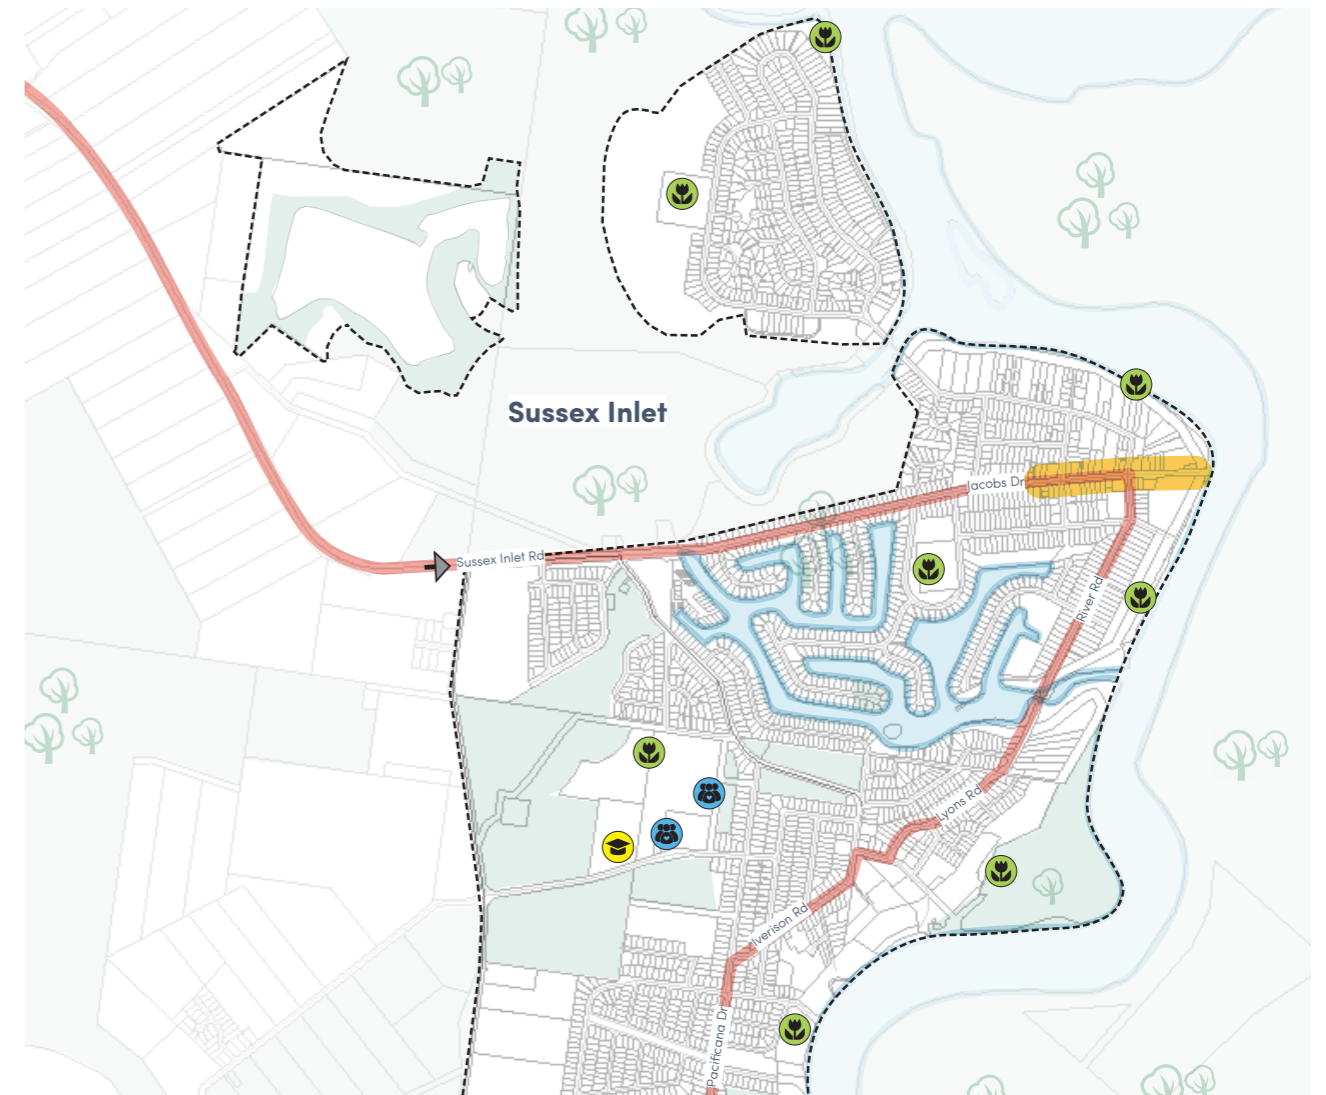 Sussex Inlet
Jacobs Dr
Sussex Inlet Rd
River Rd
Lyons Rd
Iverison Rd
Pacificana Dr